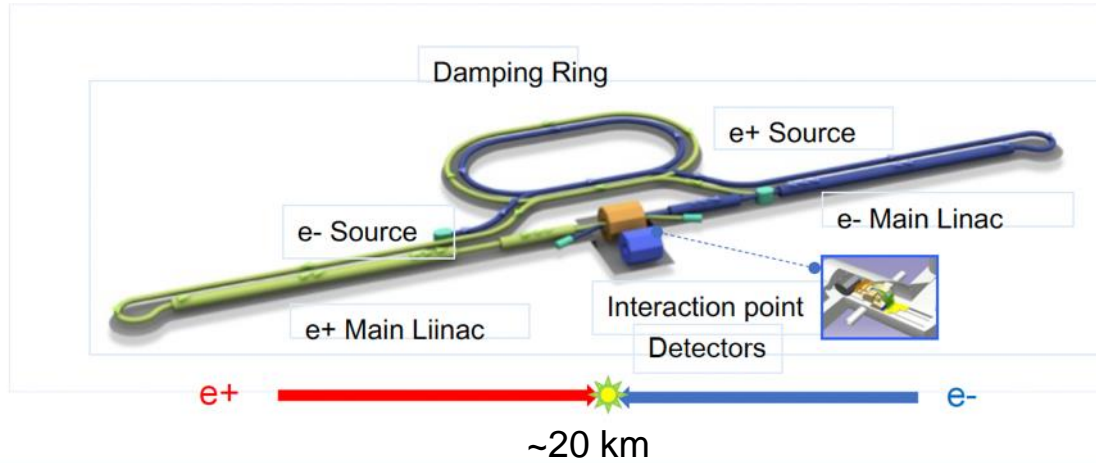 Damping Ring
e+ Source
e- Source
e- Main Linac
Interaction point
e+ Main Liinac
Detectors
e+
e-
~20 km